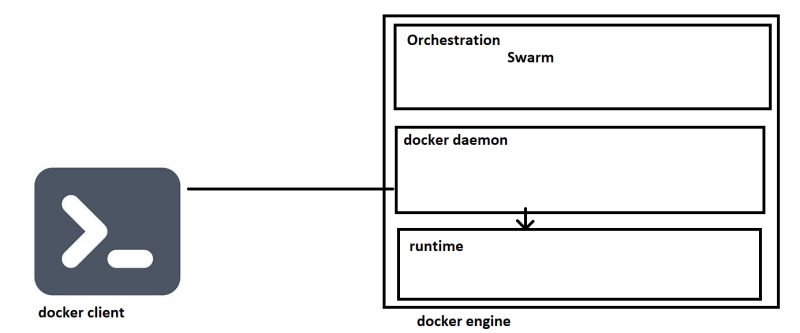 Orchestration
Swarm
docker daemon
runtime
docker client
docker engine